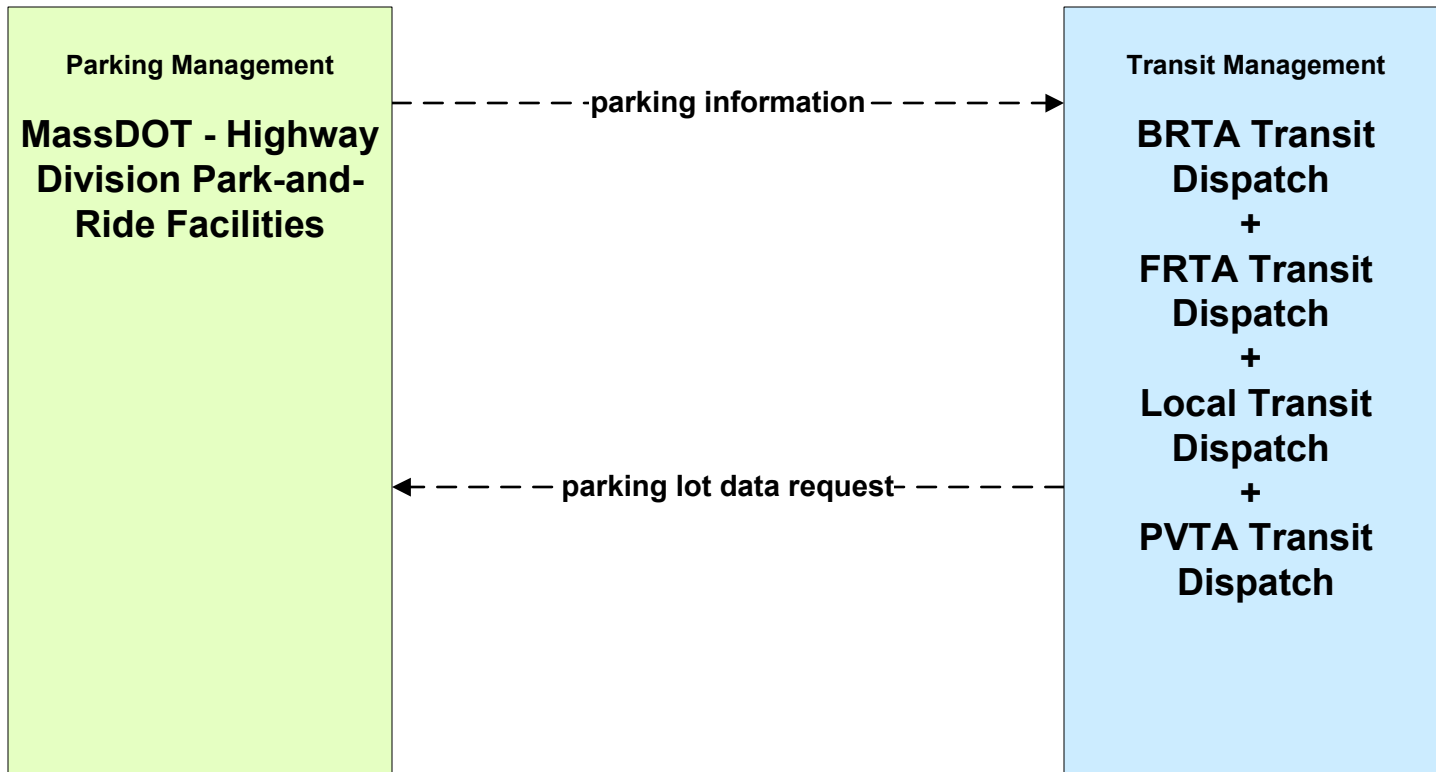 Parking Management
MassDOT - Highway
Division Park-and-
Ride Facilities
parking information
parking lot data request
Transit Management
BRTA Transit
Dispatch
+
FRTA Transit
Dispatch
+
Local Transit
Dispatch
+
PVTA Transit
Dispatch